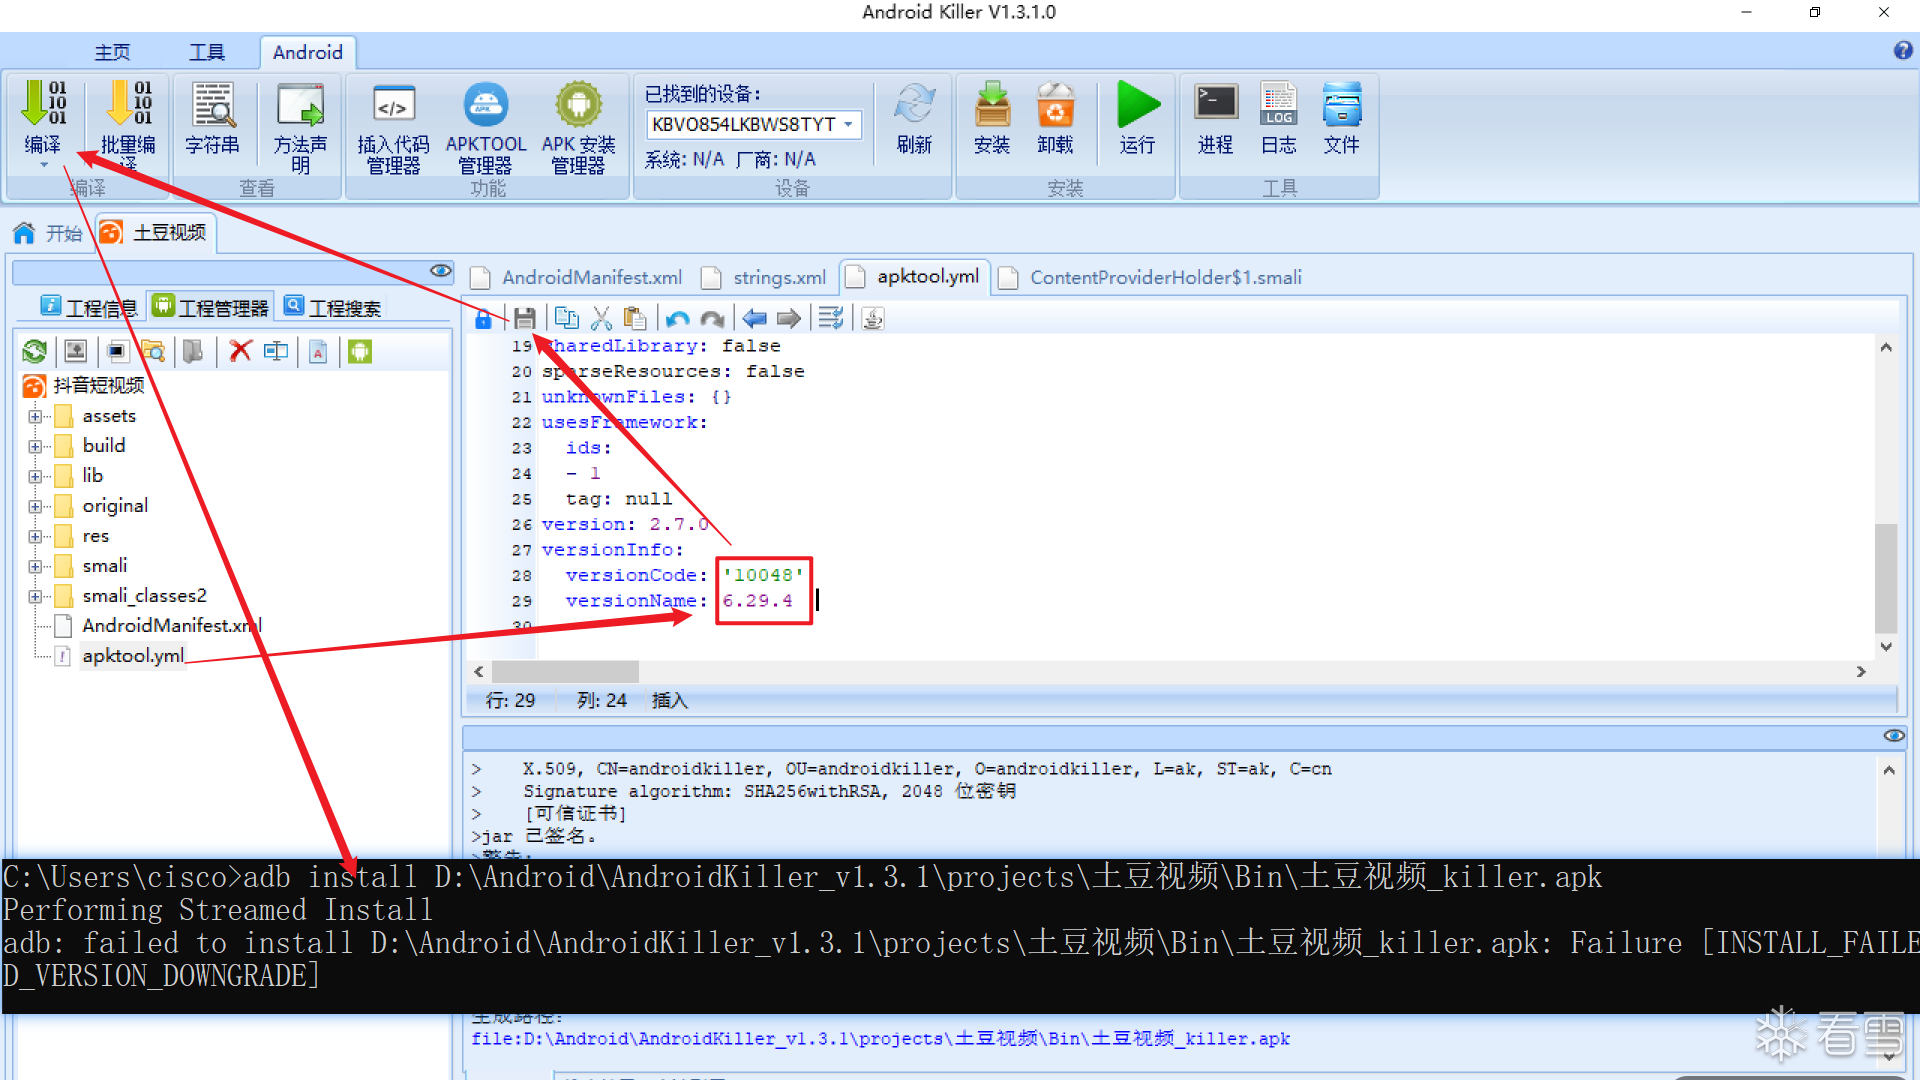 Android Killer V1.3.1.0
主页
工具
Android
编译
批量编译
字符串
方法声明
插入代码管理器
APKTOOL管理器
APK 安装管理器
已找到的设备:
KBVO854LKBWS8TYT
系统: N/A 厂商: N/A
刷新
安装
卸载
运行
进程
日志
文件
编译
查看
功能
设备
安装
工具
开始
土豆视频
工程信息
工程管理器
工程搜索
抖音短视频
assets
build
lib
original
res
smali
smali_classes2
AndroidManifest.xml
apktool.yml
AndroidManifest.xml
strings.xml
apktool.yml
ContentProviderHolder$1.smali
19 sharedLibrary: false
20 sparseResources: false
21 unknownFiles: {}
22 usesFramework:
23 ids:
24 - 1
25 tag: null
26 version: 2.7.0
27 versionInfo:
28 versionCode: '10048'
29 versionName: 6.29.4
30
行: 29 列: 24 插入
> X.509, CN=androidkiller, OU=androidkiller, O=androidkiller, L=ak, ST=ak, C=cn
> Signature algorithm: SHA256withRSA, 2048 位密钥
> [可信证书]
>jar 已签名。
>警告:
C:\Users\cisco>adb install D:\Android\AndroidKiller_v1.3.1\projects\土豆视频\Bin\土豆视频_killer.apk
Performing Streamed Install
adb: failed to install D:\Android\AndroidKiller_v1.3.1\projects\土豆视频\Bin\土豆视频_killer.apk: Failure [INSTALL_FAILE
D_VERSION_DOWNGRADE]
生成路径:
file:D:\Android\AndroidKiller_v1.3.1\projects\土豆视频\Bin\土豆视频_killer.apk
看雪